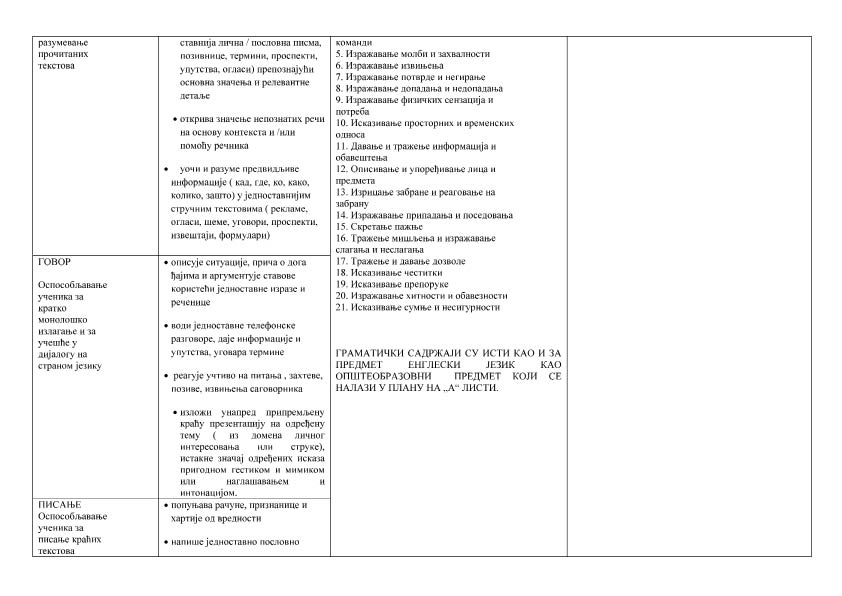 разумевање
прочитаних
текстова
ставнија лична / пословна писма,
позивнице, термини, проспекти,
упутства, огласи) препознајући
основна значења и релевантне
детаље
• открива значење непознатих речи
на основу контекста и /или
помоћу речника
• уочи и разуме предвидљиве
информације ( кад, где, ко, како,
колико, зашто) у једноставнијим
стручним текстовима ( рекламе,
огласи, шеме, уговори, проспекти,
извештаји, формулари)
команди
5. Изражавање молби и захвалности
6. Изражавање извињења
7. Изражавање потврде и негирање
8. Изражавање допадања и недопадања
9. Изражавање физичких сензација и
потреба
10. Исказивање просторних и временских
односа
11. Давање и тражење информација и
обавештења
12. Описивање и упоређивање лица и
предмета
13. Изрицање забране и реаговање на
забрану
14. Изражавање припадања и поседовања
15. Скретање пажње
16. Тражење мишљења и изражавање
слагања и неслагања
17. Тражење и давање дозволе
18. Исказивање честитки
19. Исказивање препоруке
20. Изражавање хитности и обавезности
21. Исказивање сумње и несигурности
ГРАМАТИЧКИ САДРЖАЈИ СУ ИСТИ КАО И ЗА
ПРЕДМЕТ ЕНГЛЕСКИ ЈЕЗИК КАО
ОПШТЕОБРАЗОВНИ ПРЕДМЕТ КОЈИ СЕ
НАЛАЗИ У ПЛАНУ НА „А“ ЛИСТИ.
ГОВОР
Оспособљавање
ученика за
кратко
монолошко
излагање и за
учешће у
дијалогу на
страном језику
• описује ситуације, прича о дога
ђајима и аргументује ставове
користећи једноставне изразе и
реченице
• води једноставне телефонске
разговоре, даје информације и
упутства, уговара термине
• реагује учтиво на питања , захтеве,
позиве, извињења саговорника
• изложи унапред припремљену
краћу презентацију на одређену
тему ( из домена личног
интересовања или струке),
истакне значај одређених исказа
пригодном гестиком и мимиком
или наглашавањем и
интонацијом.
ПИСАЊЕ
Оспособљавање
ученика за
писање краћих
текстова
• попуњава рачуне, признанице и
хартије од вредности
• напише једноставно пословно